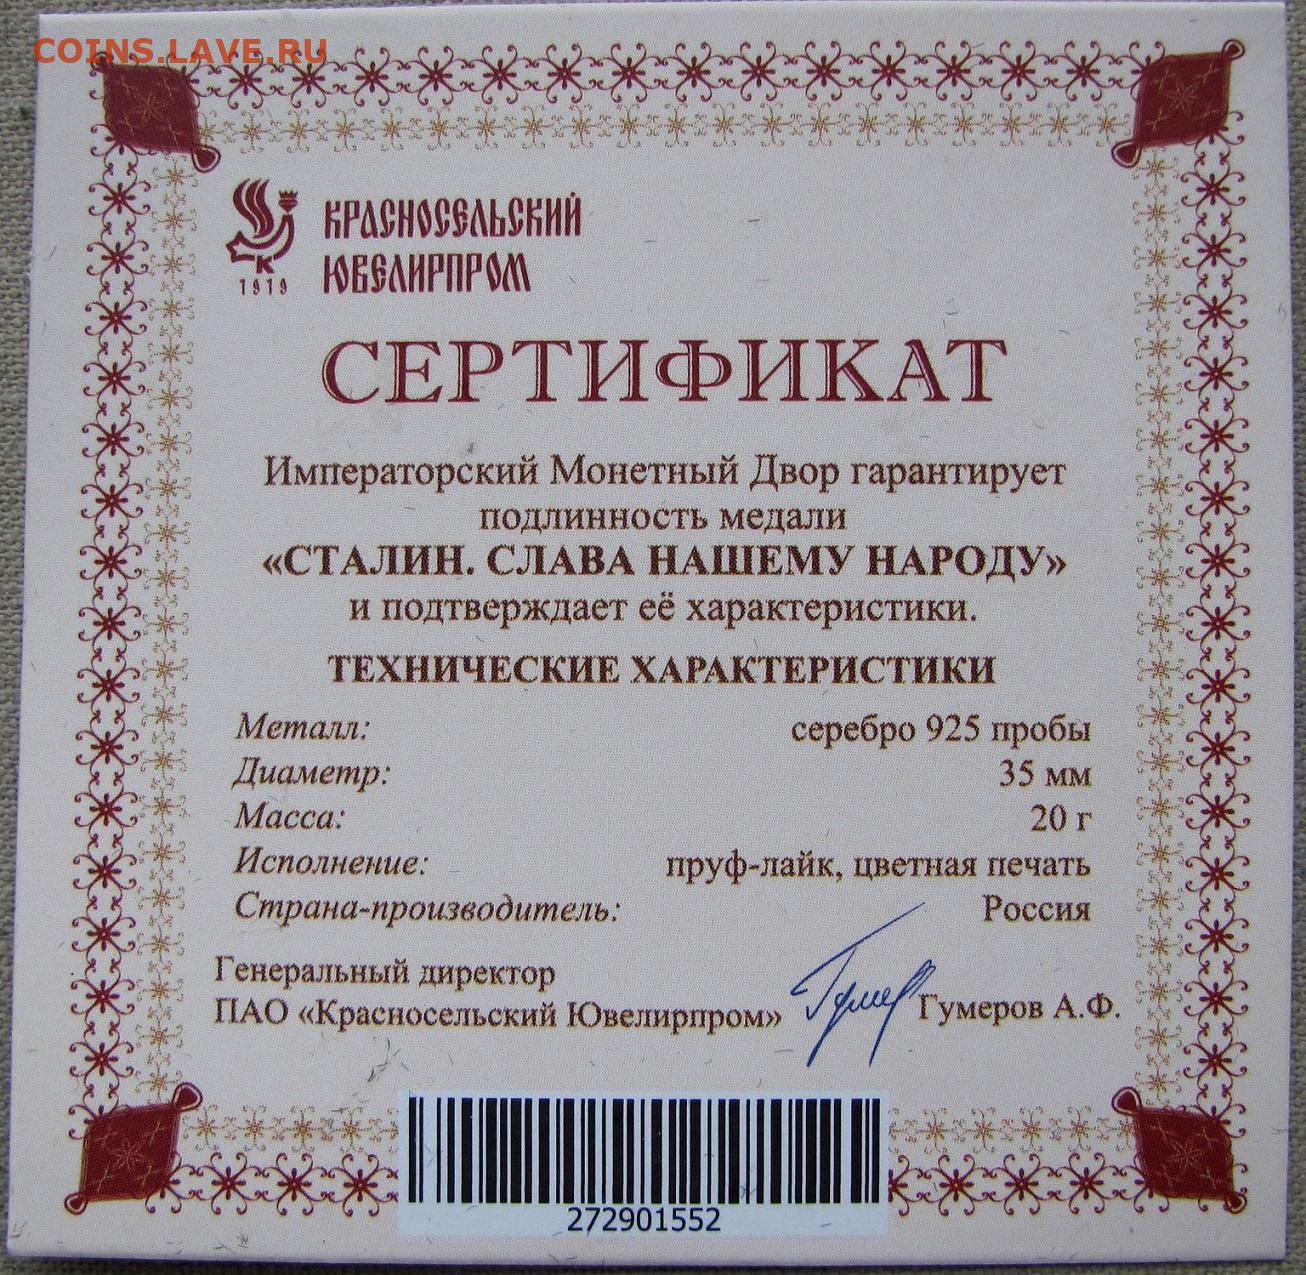 COINS.LAVE.RU
КРАСНОСЕЛЬСКИЙ
ЮВЕЛИРПРОМ
К
1919
СЕРТИФИКАТ
Императорский Монетный Двор гарантирует
подлинность медали
«СТАЛИН. СЛАВА НАШЕМУ НАРОДУ»
и подтверждает её характеристики.
ТЕХНИЧЕСКИЕ ХАРАКТЕРИСТИКИ
Металл: серебро 925 пробы
Диаметр: 35 мм
Масса: 20 г
Исполнение: пруф-лайк, цветная печать
Страна-производитель: Россия
Генеральный директор
ПАО «Красносельский Ювелирпром» Гумеров А.Ф.
272901552